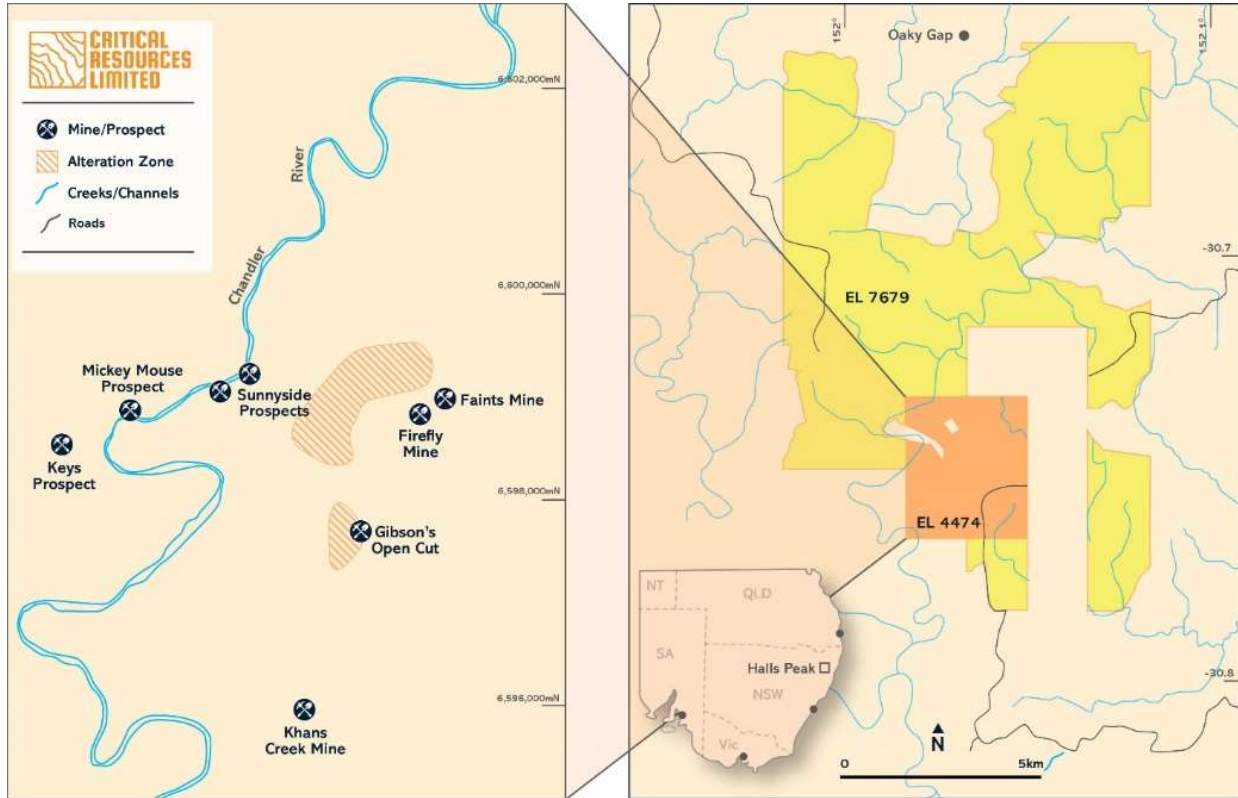 CRITICAL
RESOURCES
LIMITED
Mine/Prospect
Alteration Zone
Creeks/Channels
Roads
River
Chandler
6,602,000mN
6,600,000mN
6,598,000mN
6,596,000mN
Mickey Mouse
Prospect
Sunnyside
Prospects
Faints Mine
Firefly
Mine
Keys
Prospect
Gibson's
Open Cut
Khans
Creek Mine
152°
Oaky Gap
152.1°
-30.7
EL 7679
EL 4474
-30.8
NT
QLD
SA
Halls Peak
NSW
Vic
N
0
5km